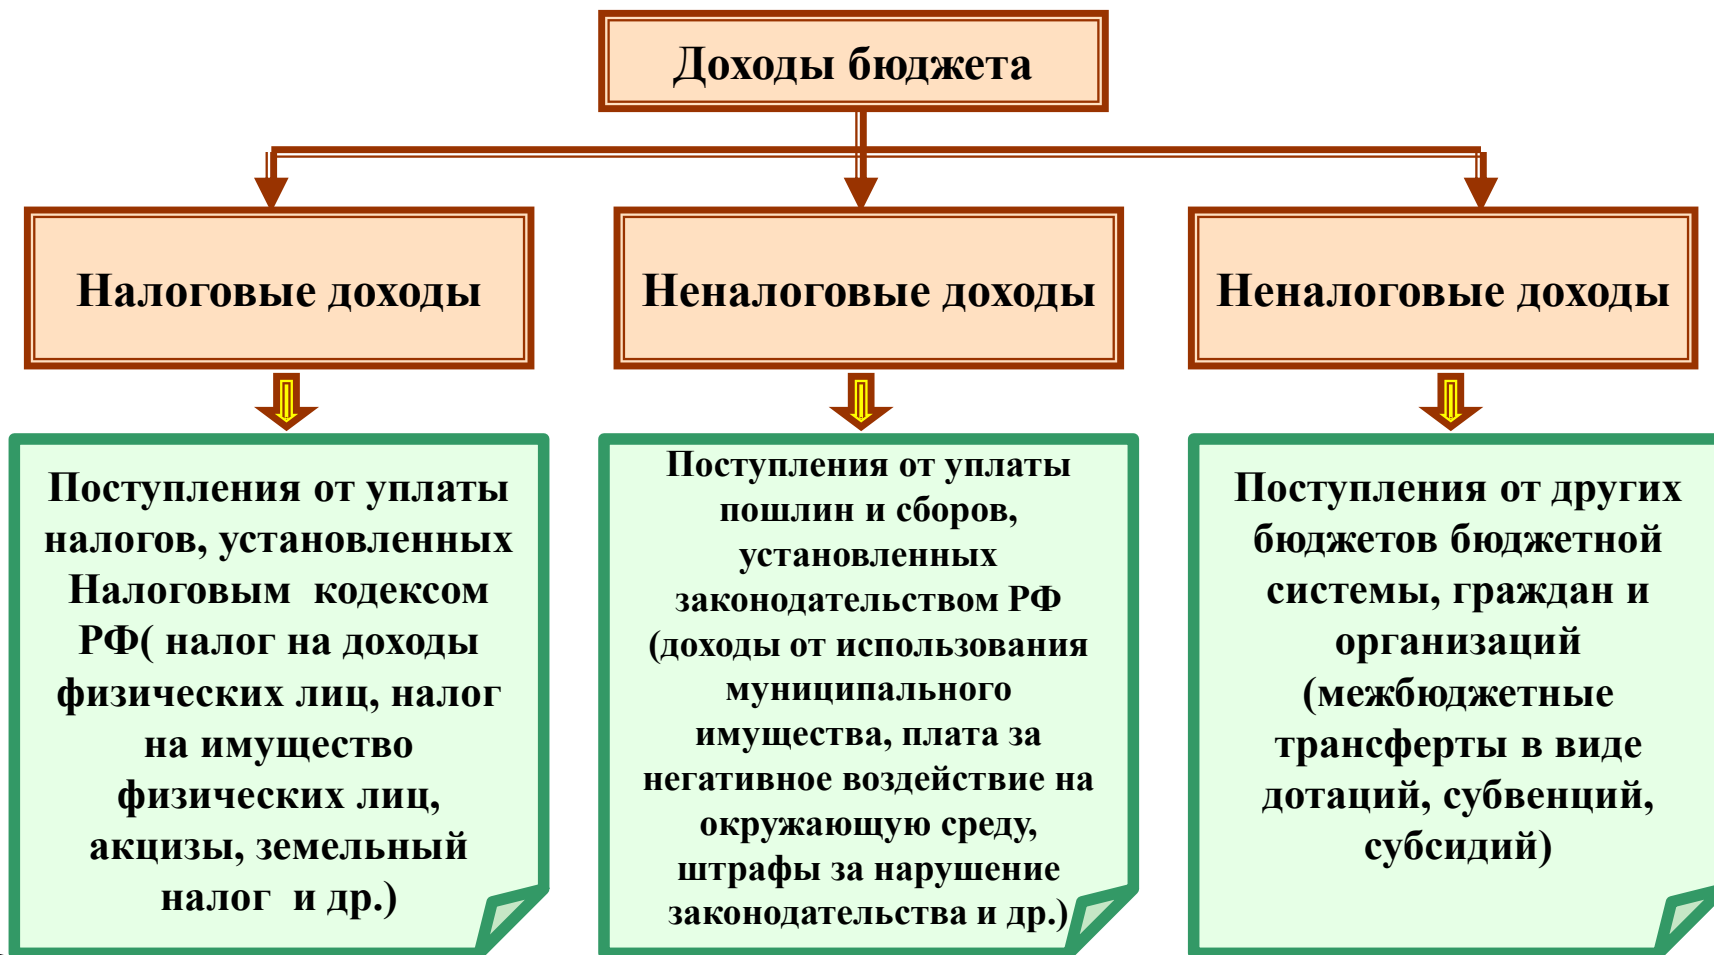 Доходы бюджета
Налоговые доходы
Неналоговые доходы
Неналоговые доходы
Поступления от уплаты
налогов, установленных
Налоговым кодексом
РФ( налог на доходы
физических лиц, налог
на имущество
физических лиц,
акцизы, земельный
налог и др.)
Поступления от уплаты
пошлин и сборов,
установленных
законодательством РФ
(доходы от использования
муниципального
имущества, плата за
негативное воздействие на
окружающую среду,
штрафы за нарушение
законодательства и др.)
Поступления от других
бюджетов бюджетной
системы, граждан и
организаций
(межбюджетные
трансферты в виде
дотаций, субвенций,
субсидий)